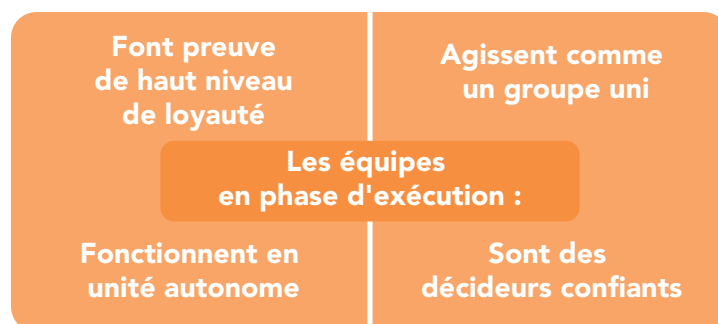 Font preuve
de haut niveau
de loyauté
Agissent comme
un groupe uni
Les équipes
en phase d'exécution :
Fonctionnent en
unité autonome
Sont des
décideurs confiants